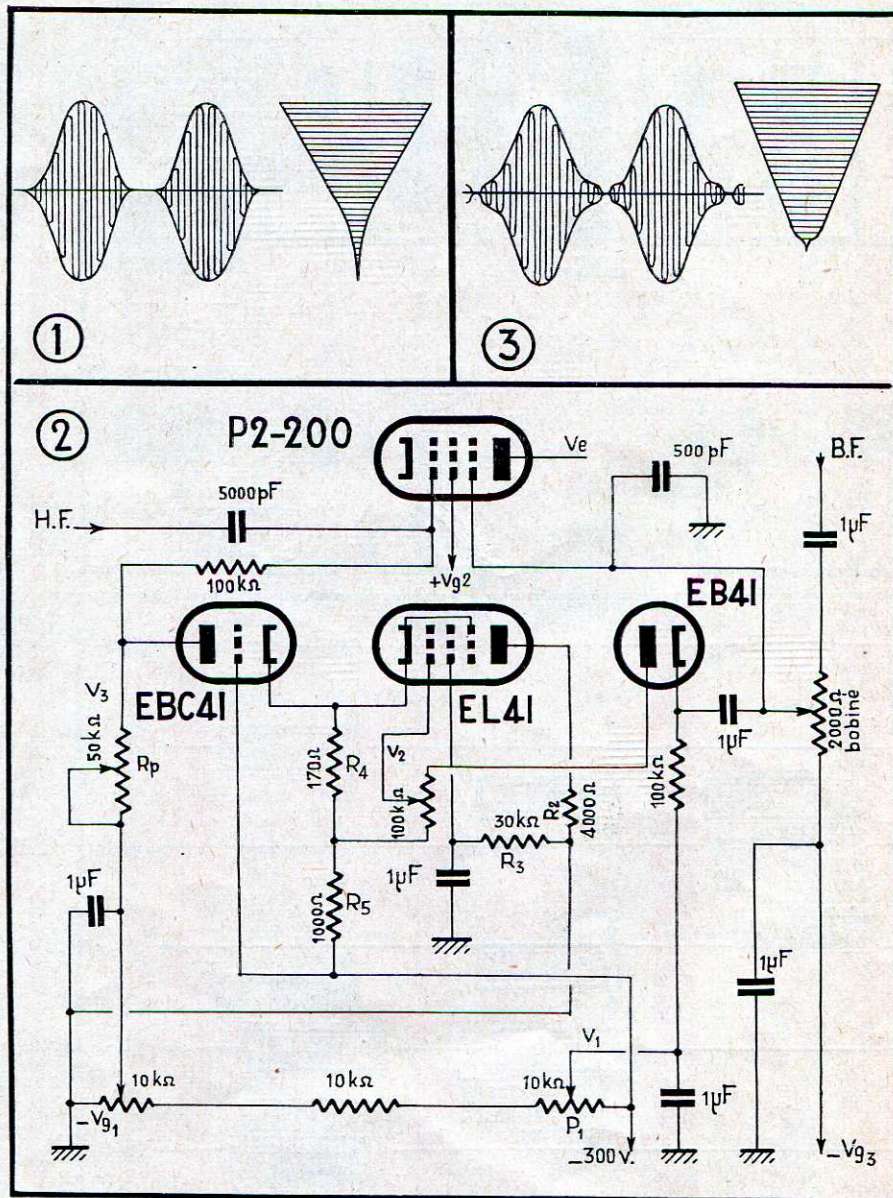 1
3
2
P2-200
Ve
500 pF
B.F.
5000pF
H.F.
1µF
100kΩ
+Vg2
EB41
EBC41
EL41
V3
50kΩ
Rp
170Ω
R4
V2
100kΩ
R2
4000Ω
30kΩ
R3
1µF
100kΩ
2000Ω
bobine
1µF
1000Ω
R5
1µF
1µF
V1
10kΩ
10kΩ
10kΩ
-Vg1
P1
1µF
-300V.
-Vg3